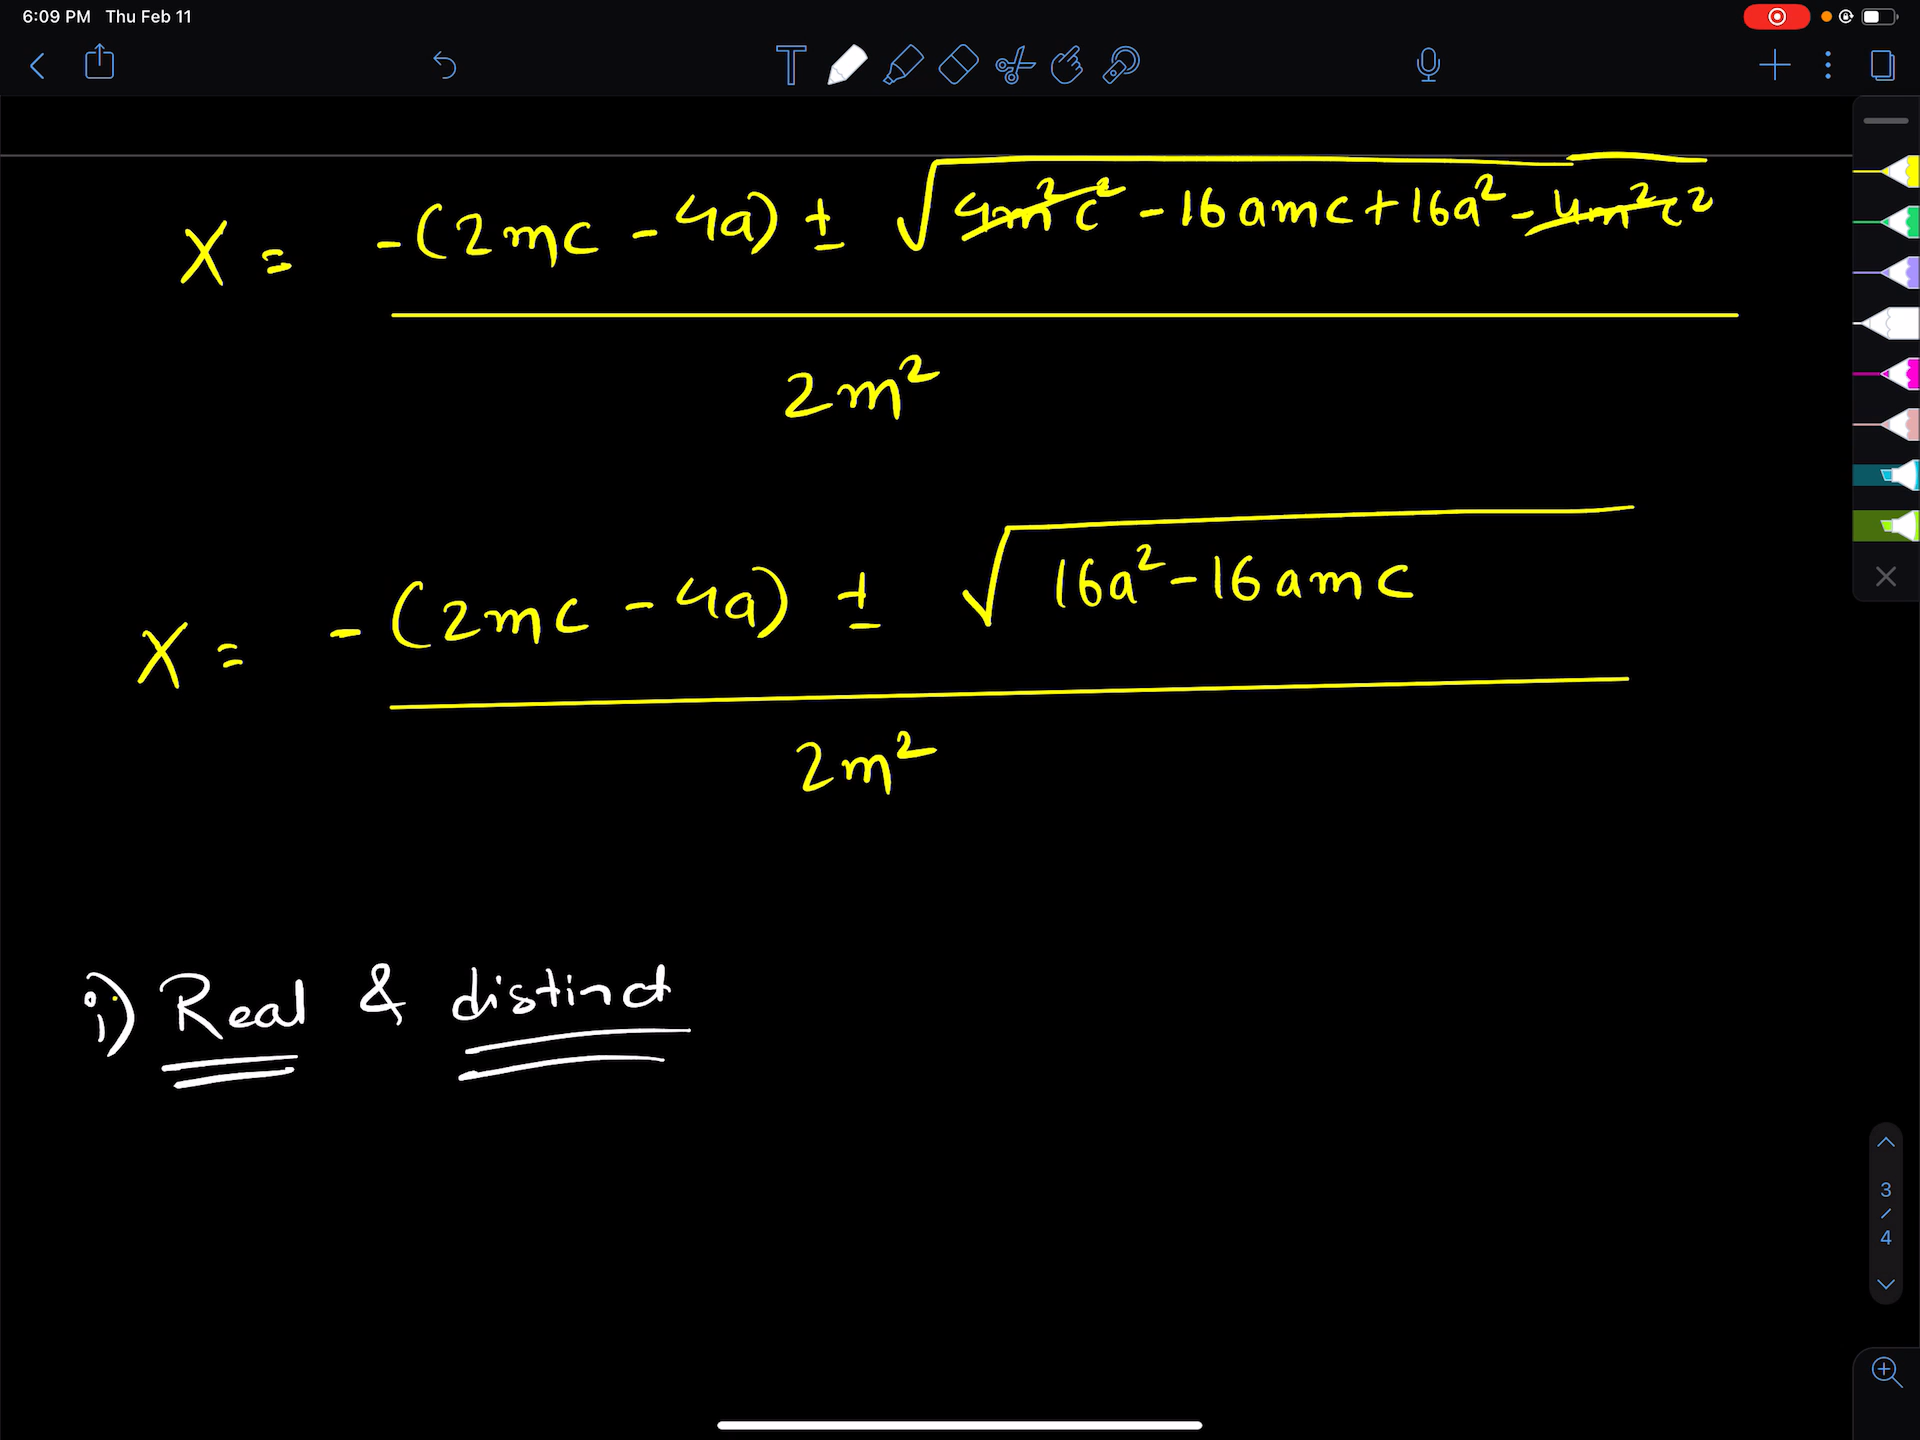 6:09 PM Thu Feb 11
X = -(2mc - 4a) ± √4m²c² - 16amc + 16a² - 4m²c²
2m²
X = -(2mc - 4a) ± √16a² - 16amc
2m²
i) Real & distinct
3
/
4